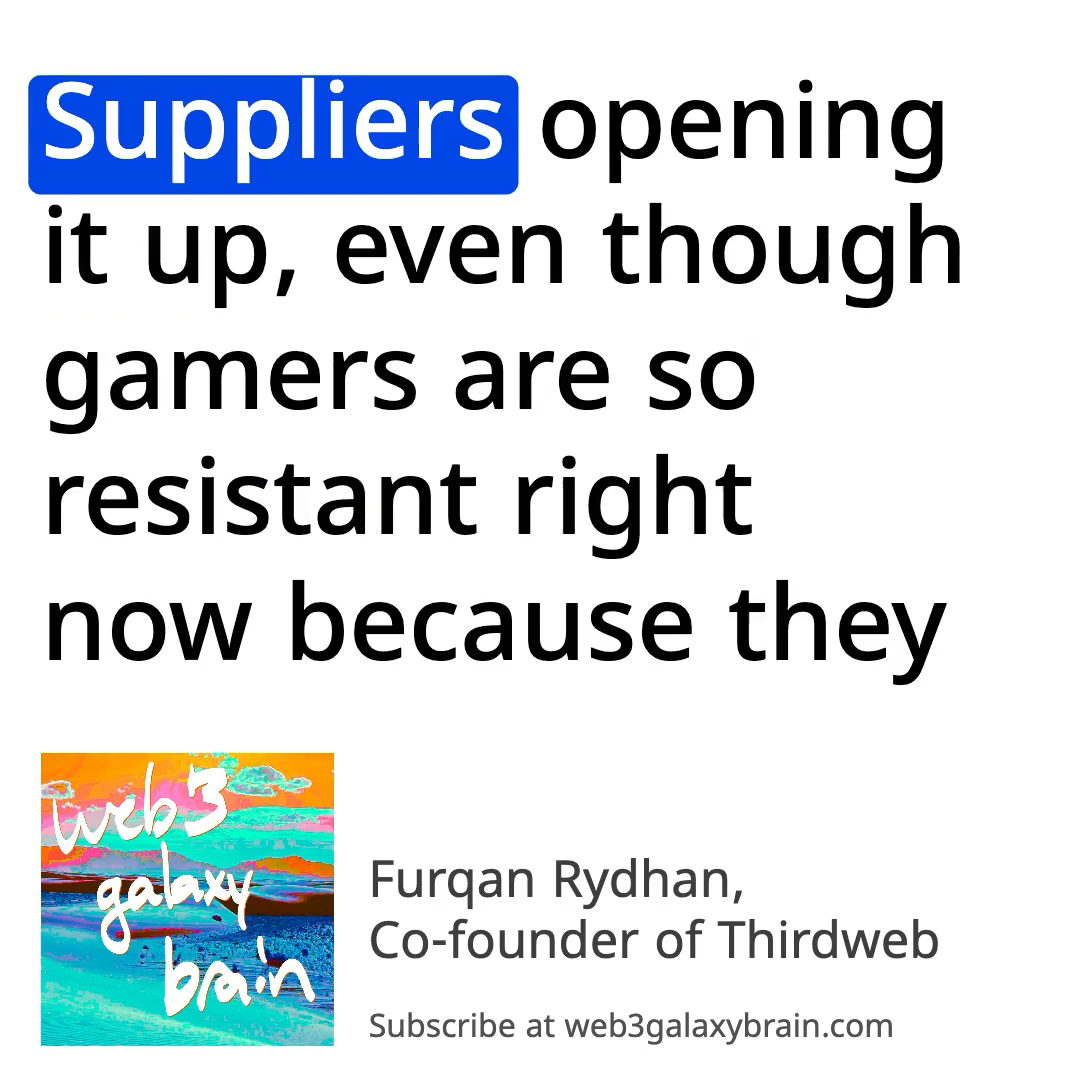 Suppliers opening
it up, even though
gamers are so
resistant right
now because they
web3
galaxy
brain
Furqan Rydhan,
Co-founder of Thirdweb
Subscribe at web3galaxybrain.com